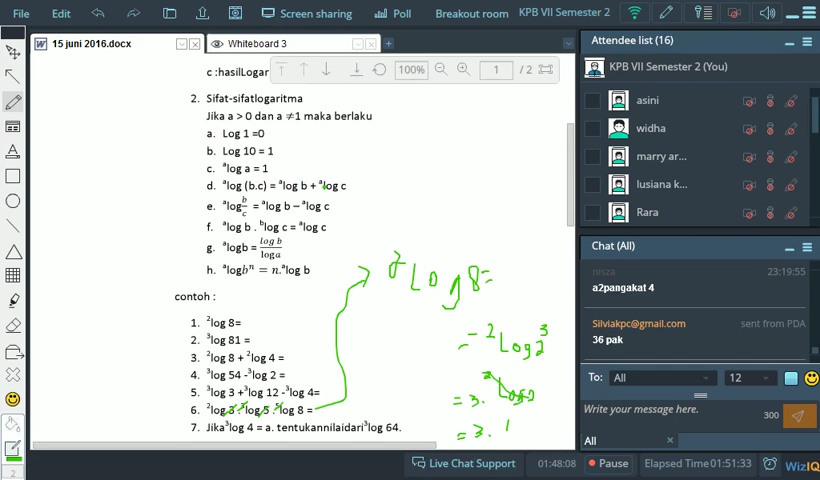 File Edit Screen sharing Poll Breakout room KPB VII Semester 2
15 juni 2016.docx Whiteboard 3
c :hasilLogar
100% 1 / 2
2. Sifat-sifatlogaritma
Jika a > 0 dan a ≠1 maka berlaku
a. Log 1 =0
b. Log 10 = 1
c. ᵃlog a = 1
d. ᵃlog (b.c) = ᵃlog b + ᵃlog c
e. ᵃlog b/c = ᵃlog b – ᵃlog c
f. ᵃlog b . ᵇlog c = ᵃlog c
g. ᵃlogb = log b/loga
h. ᵃlogbⁿ = n.ᵃlog b
contoh :
1. ²log 8=
2. ³log 81 =
3. ²log 8 + ²log 4 =
4. ³log 54 -³log 2 =
5. ³log 3 +³log 12 -³log 4=
6. ²log 3 ·³log 5 ·⁵log 8 =
7. Jika³log 4 = a. tentukannilaidari³log 64.
²Log 8=
= ²Log2³
= 3. ²Log2
= 3. 1
Attendee list (16)
KPB VII Semester 2 (You)
asini
widha
marry ar...
lusiana k...
Rara
Chat (All)
nisza 23:19:55
a2pangakat 4
Silviakpc@gmail.com sent from PDA
36 pak
To: All 12
Write your message here. 300
All x
2
Live Chat Support 01:48:08 Pause Elapsed Time 01:51:33 WizIQ